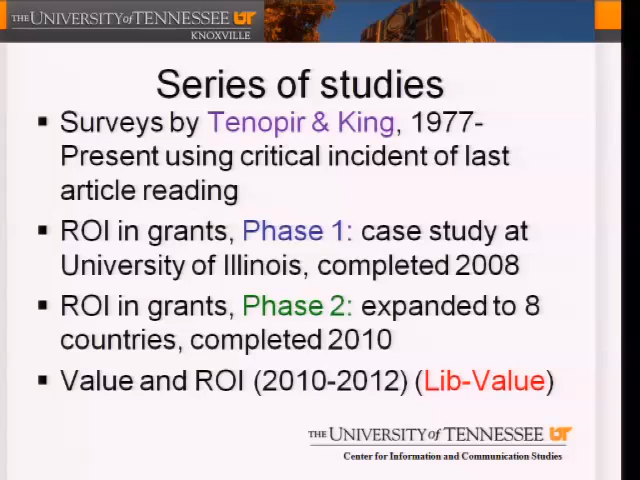 THE UNIVERSITY of TENNESSEE UT
KNOXVILLE
Series of studies
▪ Surveys by Tenopir & King, 1977-
Present using critical incident of last
article reading
▪ ROI in grants, Phase 1: case study at
University of Illinois, completed 2008
▪ ROI in grants, Phase 2: expanded to 8
countries, completed 2010
▪ Value and ROI (2010-2012) (Lib-Value)
THE UNIVERSITY of TENNESSEE UT
Center for Information and Communication Studies